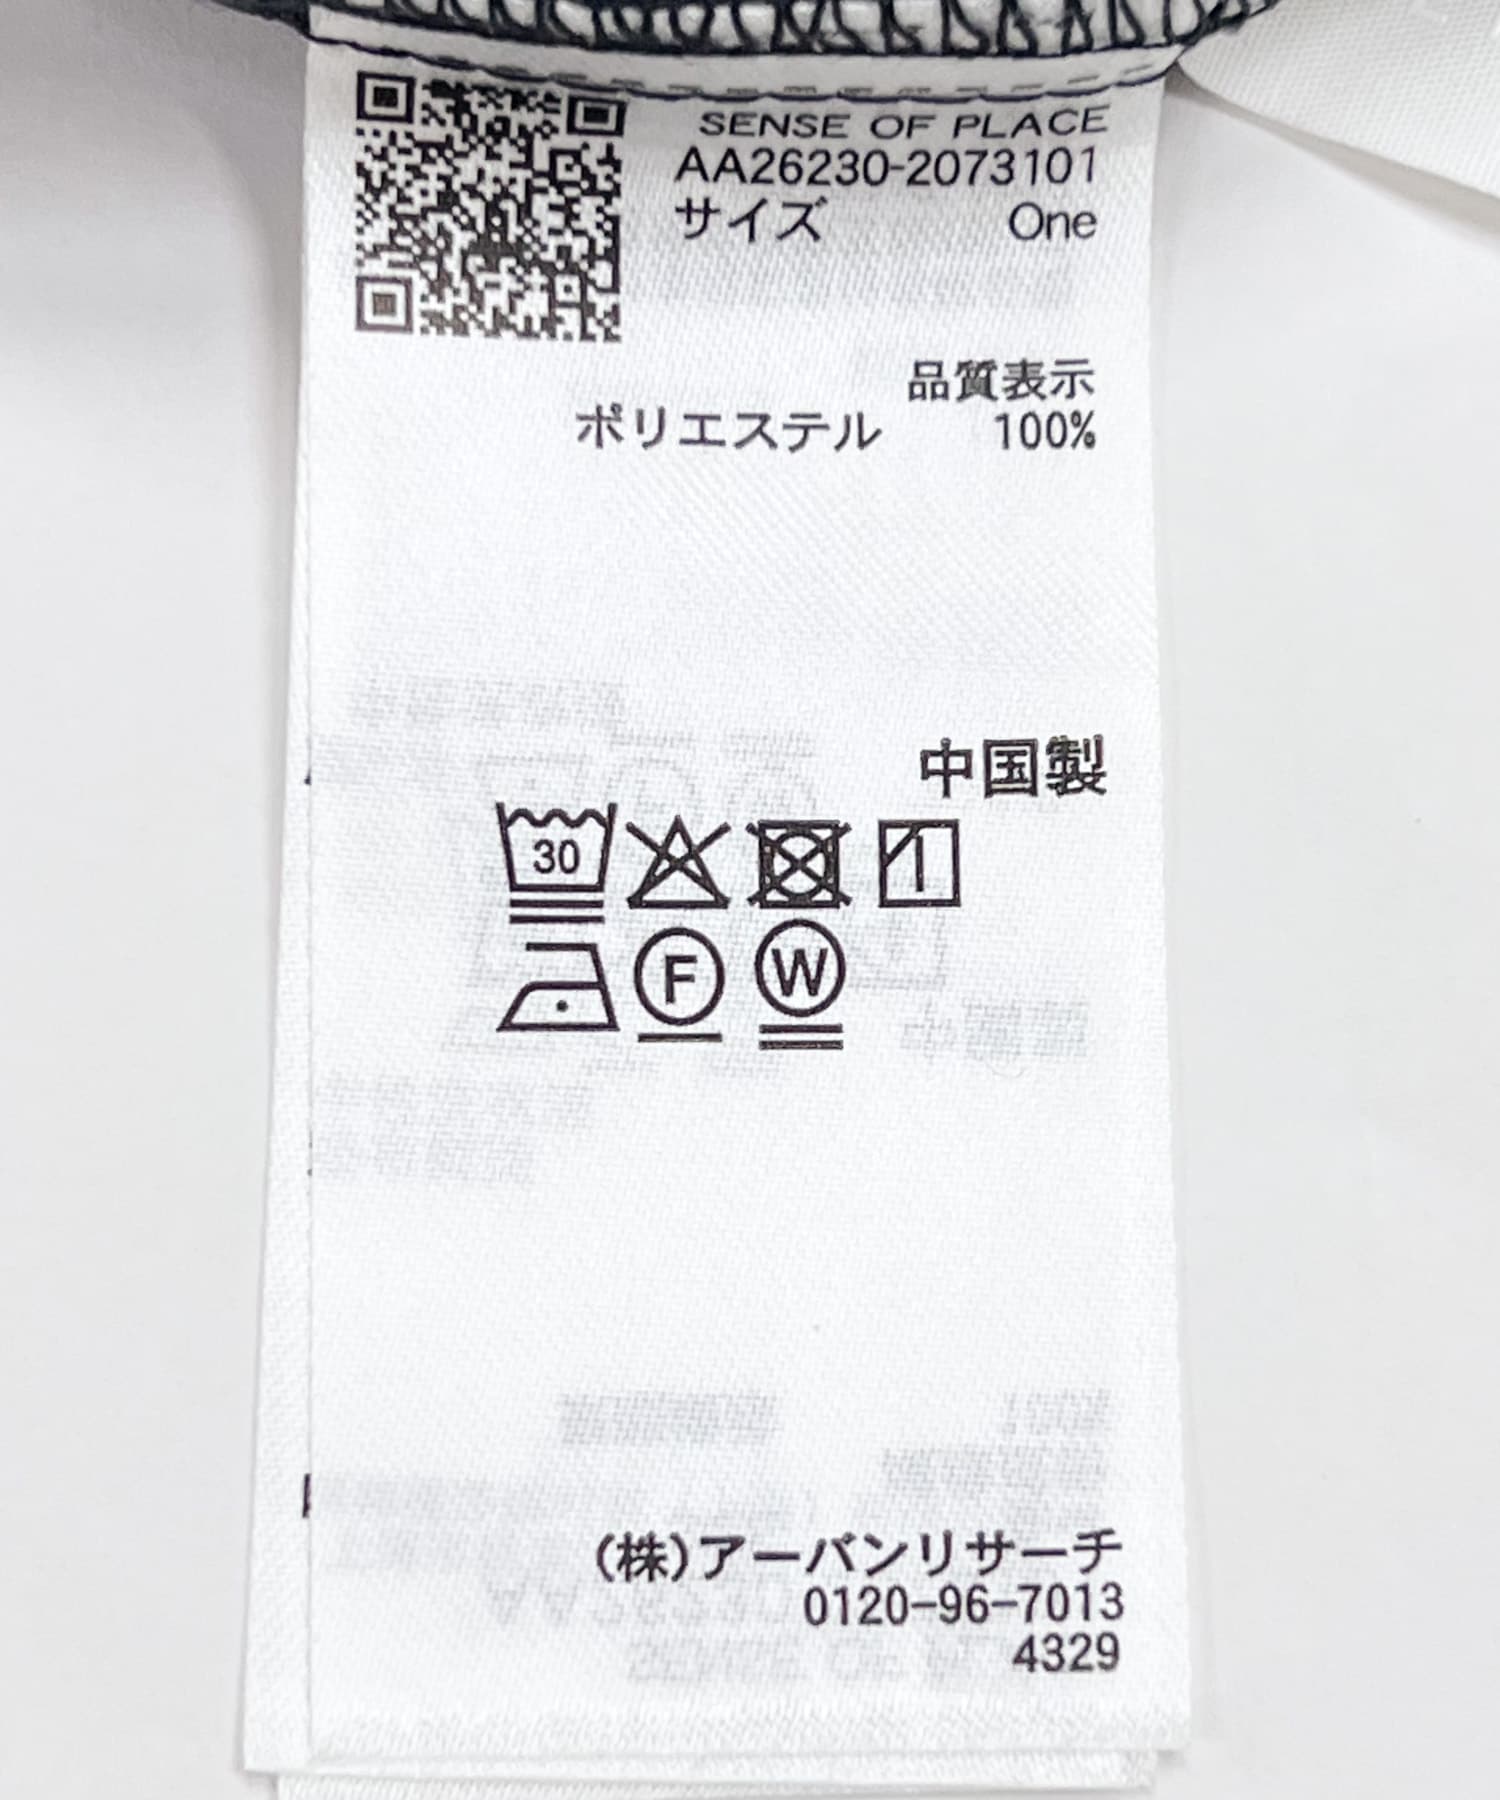 SENSE OF PLACE
AA26230-2073101
サイズ One
品質表示
ポリエステル 100%
中国製
30
F W
(株)アーバンリサーチ
0120-96-7013
4329